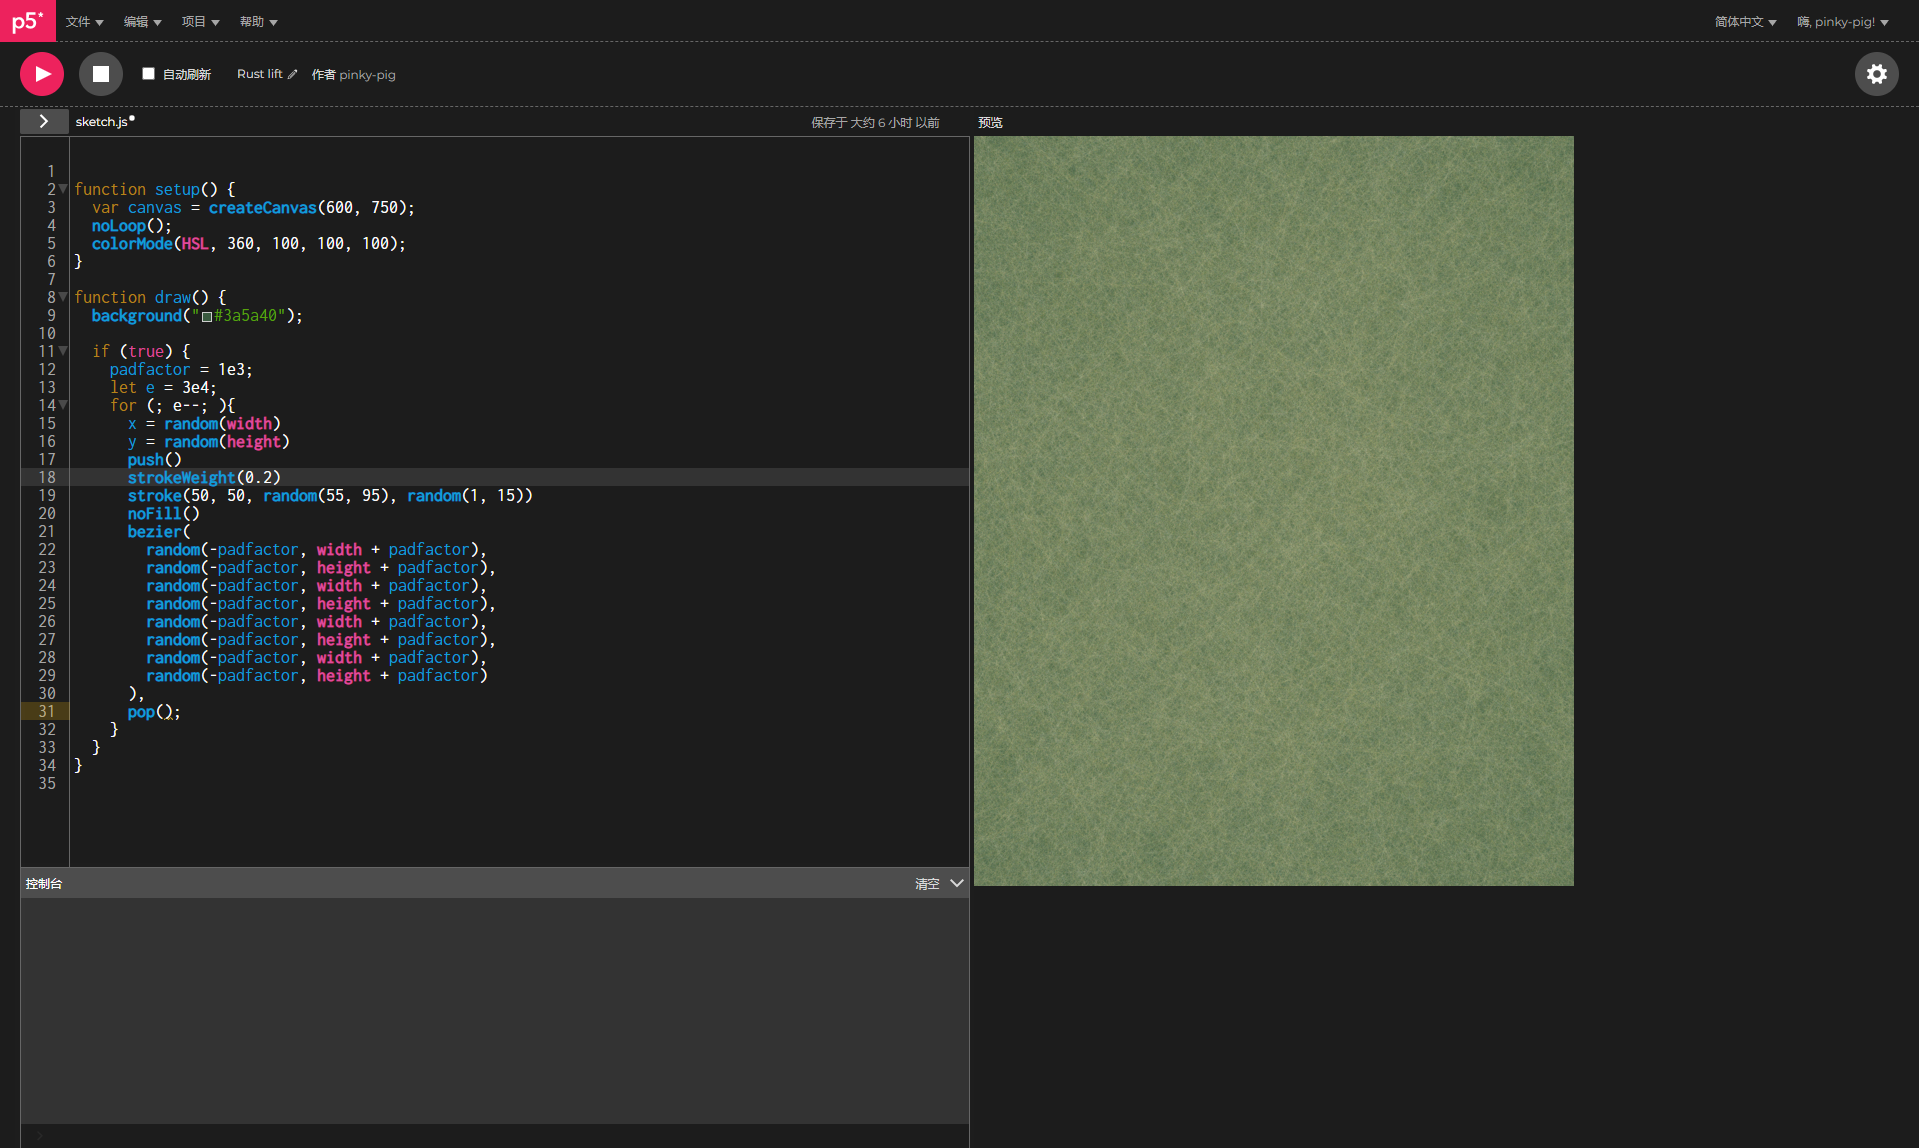 p5* 文件 编辑 项目 帮助 简体中文 嗨, pinky-pig!
自动刷新 Rust lift 作者 pinky-pig
sketch.js 保存于 大约 6 小时 以前 预览
1
2 function setup() {
3 var canvas = createCanvas(600, 750);
4 noLoop();
5 colorMode(HSL, 360, 100, 100, 100);
6 }
7
8 function draw() {
9 background("#3a5a40");
10
11 if (true) {
12 padfactor = 1e3;
13 let e = 3e4;
14 for (; e--; ){
15 x = random(width)
16 y = random(height)
17 push()
18 strokeWeight(0.2)
19 stroke(50, 50, random(55, 95), random(1, 15))
20 noFill()
21 bezier(
22 random(-padfactor, width + padfactor),
23 random(-padfactor, height + padfactor),
24 random(-padfactor, width + padfactor),
25 random(-padfactor, height + padfactor),
26 random(-padfactor, width + padfactor),
27 random(-padfactor, height + padfactor),
28 random(-padfactor, width + padfactor),
29 random(-padfactor, height + padfactor)
30 ),
31 pop();
32 }
33 }
34 }
35
控制台 清空